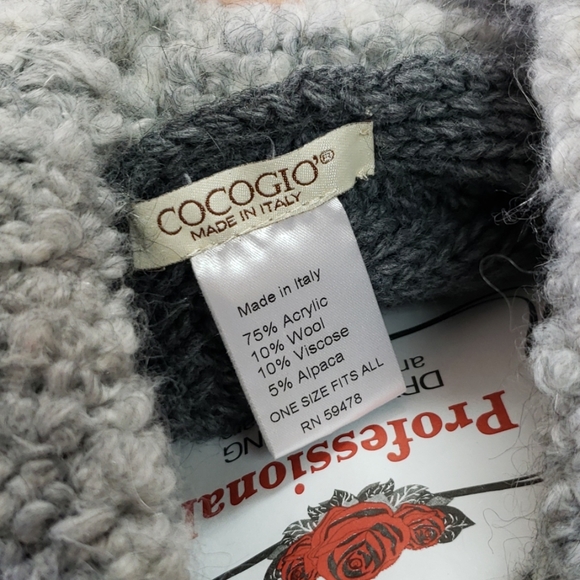 COCOGIO'®
MADE IN ITALY
Made in Italy
75% Acrylic
10% Wool
10% Viscose
5% Alpaca
ONE SIZE FITS ALL
RN 59478
Professional